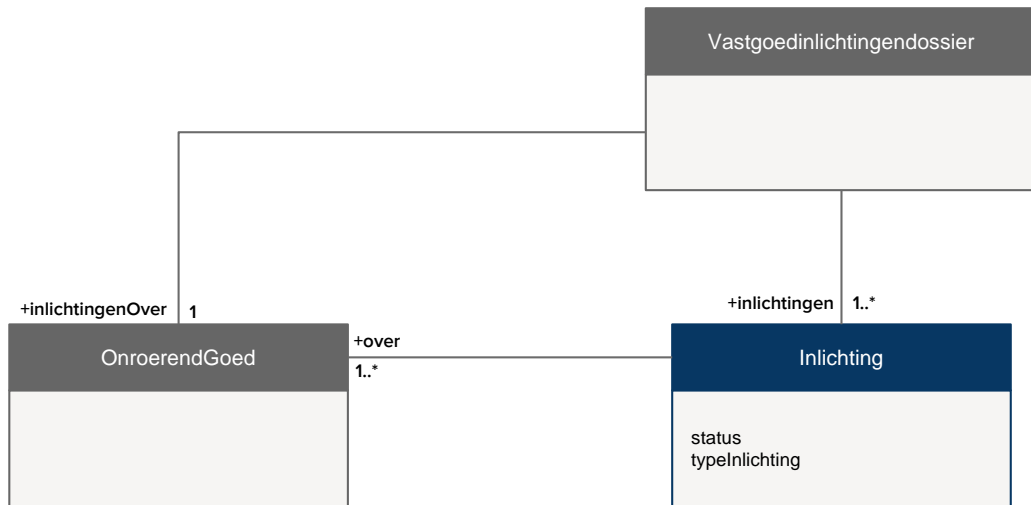 Vastgoedinlichtingendossier
+inlichtingenOver 1
+inlichtingen 1..*
OnroerendGoed
+over
1..*
Inlichting
status
typeInlichting